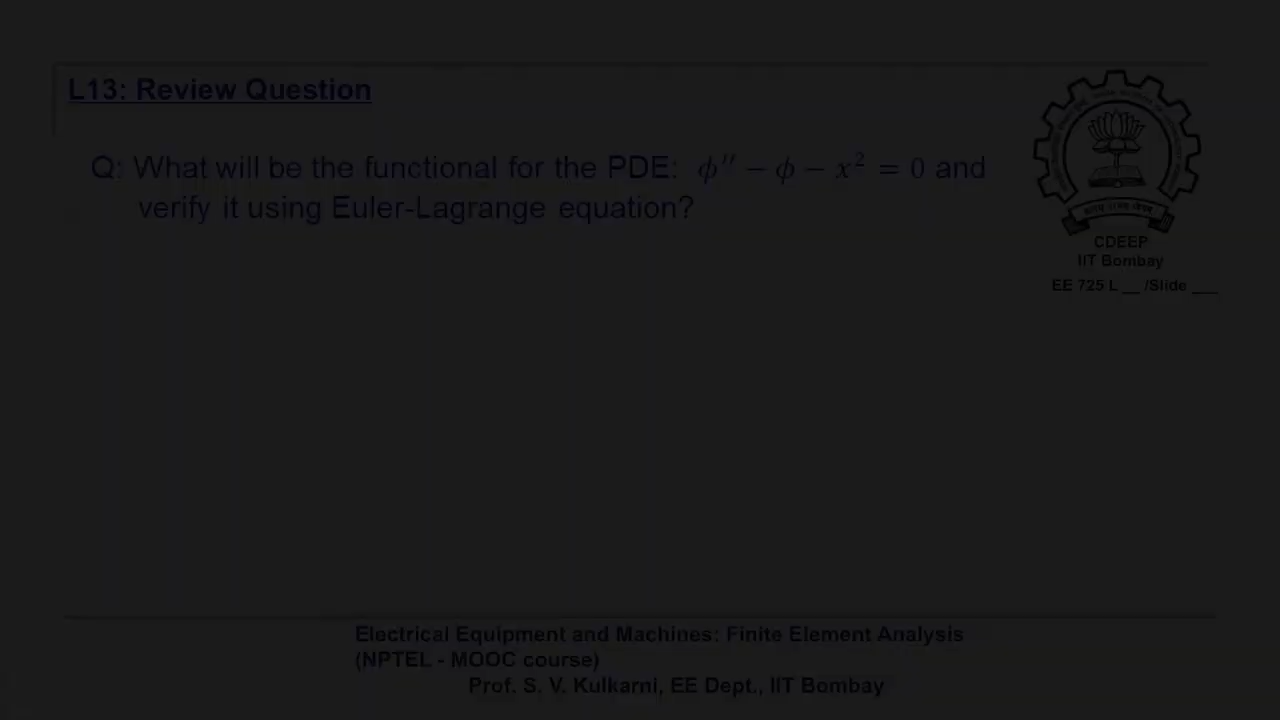 L13: Review Question
Q: What will be the functional for the PDE: ϕ′′ − ϕ − x² = 0 and
verify it using Euler-Lagrange equation?
CDEEP
IIT Bombay
EE 725 L __ /Slide ___
Electrical Equipment and Machines: Finite Element Analysis
(NPTEL - MOOC course)
Prof. S. V. Kulkarni, EE Dept., IIT Bombay